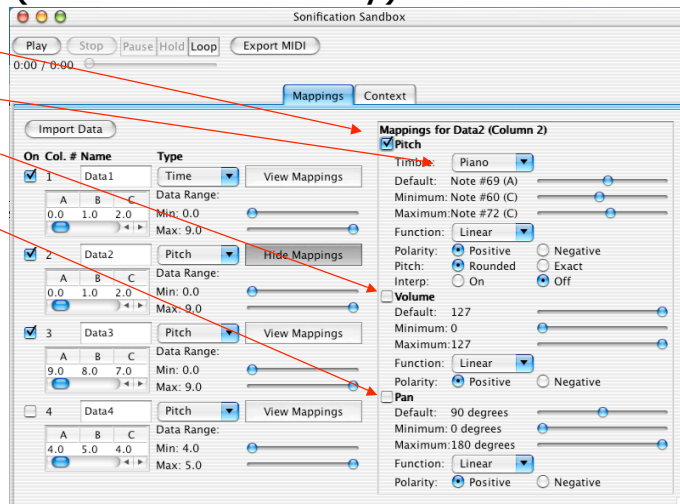 Sonification Sandbox
Play Stop Pause Hold Loop Export MIDI
0:00 / 0:00
Mappings Context
Import Data
On Col. # Name Type
1 Data1 Time View Mappings
A B C Data Range:
0.0 1.0 2.0 Min: 0.0
Max: 9.0
2 Data2 Pitch Hide Mappings
A B C Data Range:
0.0 1.0 2.0 Min: 0.0
Max: 9.0
3 Data3 Pitch View Mappings
A B C Data Range:
9.0 8.0 7.0 Min: 0.0
Max: 9.0
4 Data4 Pitch View Mappings
A B C Data Range:
4.0 5.0 4.0 Min: 4.0
Max: 5.0
Mappings for Data2 (Column 2)
Pitch
Timbre: Piano
Default: Note #69 (A)
Minimum: Note #60 (C)
Maximum: Note #72 (C)
Function: Linear
Polarity: Positive Negative
Pitch: Rounded Exact
Interp: On Off
Volume
Default: 127
Minimum: 0
Maximum: 127
Function: Linear
Polarity: Positive Negative
Pan
Default: 90 degrees
Minimum: 0 degrees
Maximum: 180 degrees
Function: Linear
Polarity: Positive Negative